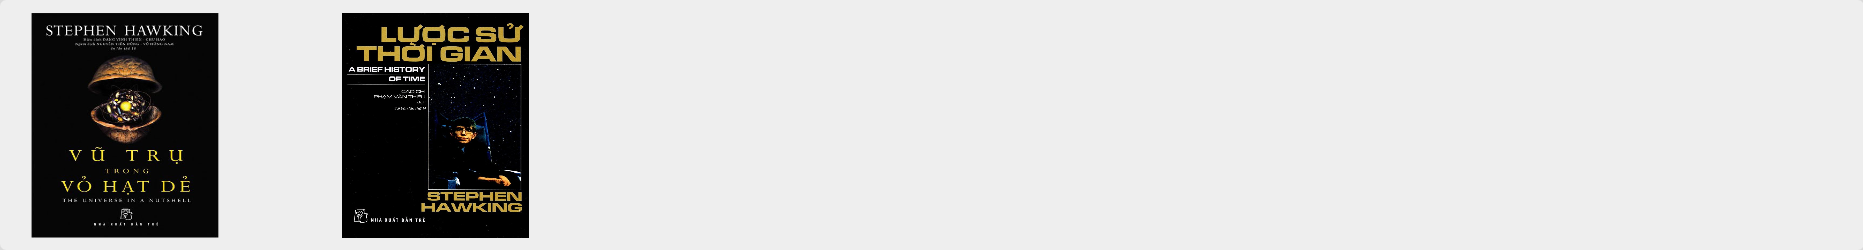 STEPHEN HAWKING
VŨ TRỤ
TRONG
VỎ HẠT DẺ
THE UNIVERSE IN A NUTSHELL
NHÀ XUẤT BẢN TRẺ
LƯỢC SỬ
THỜI GIAN
A BRIEF HISTORY
OF TIME
STEPHEN
HAWKING
NHÀ XUẤT BẢN TRẺ